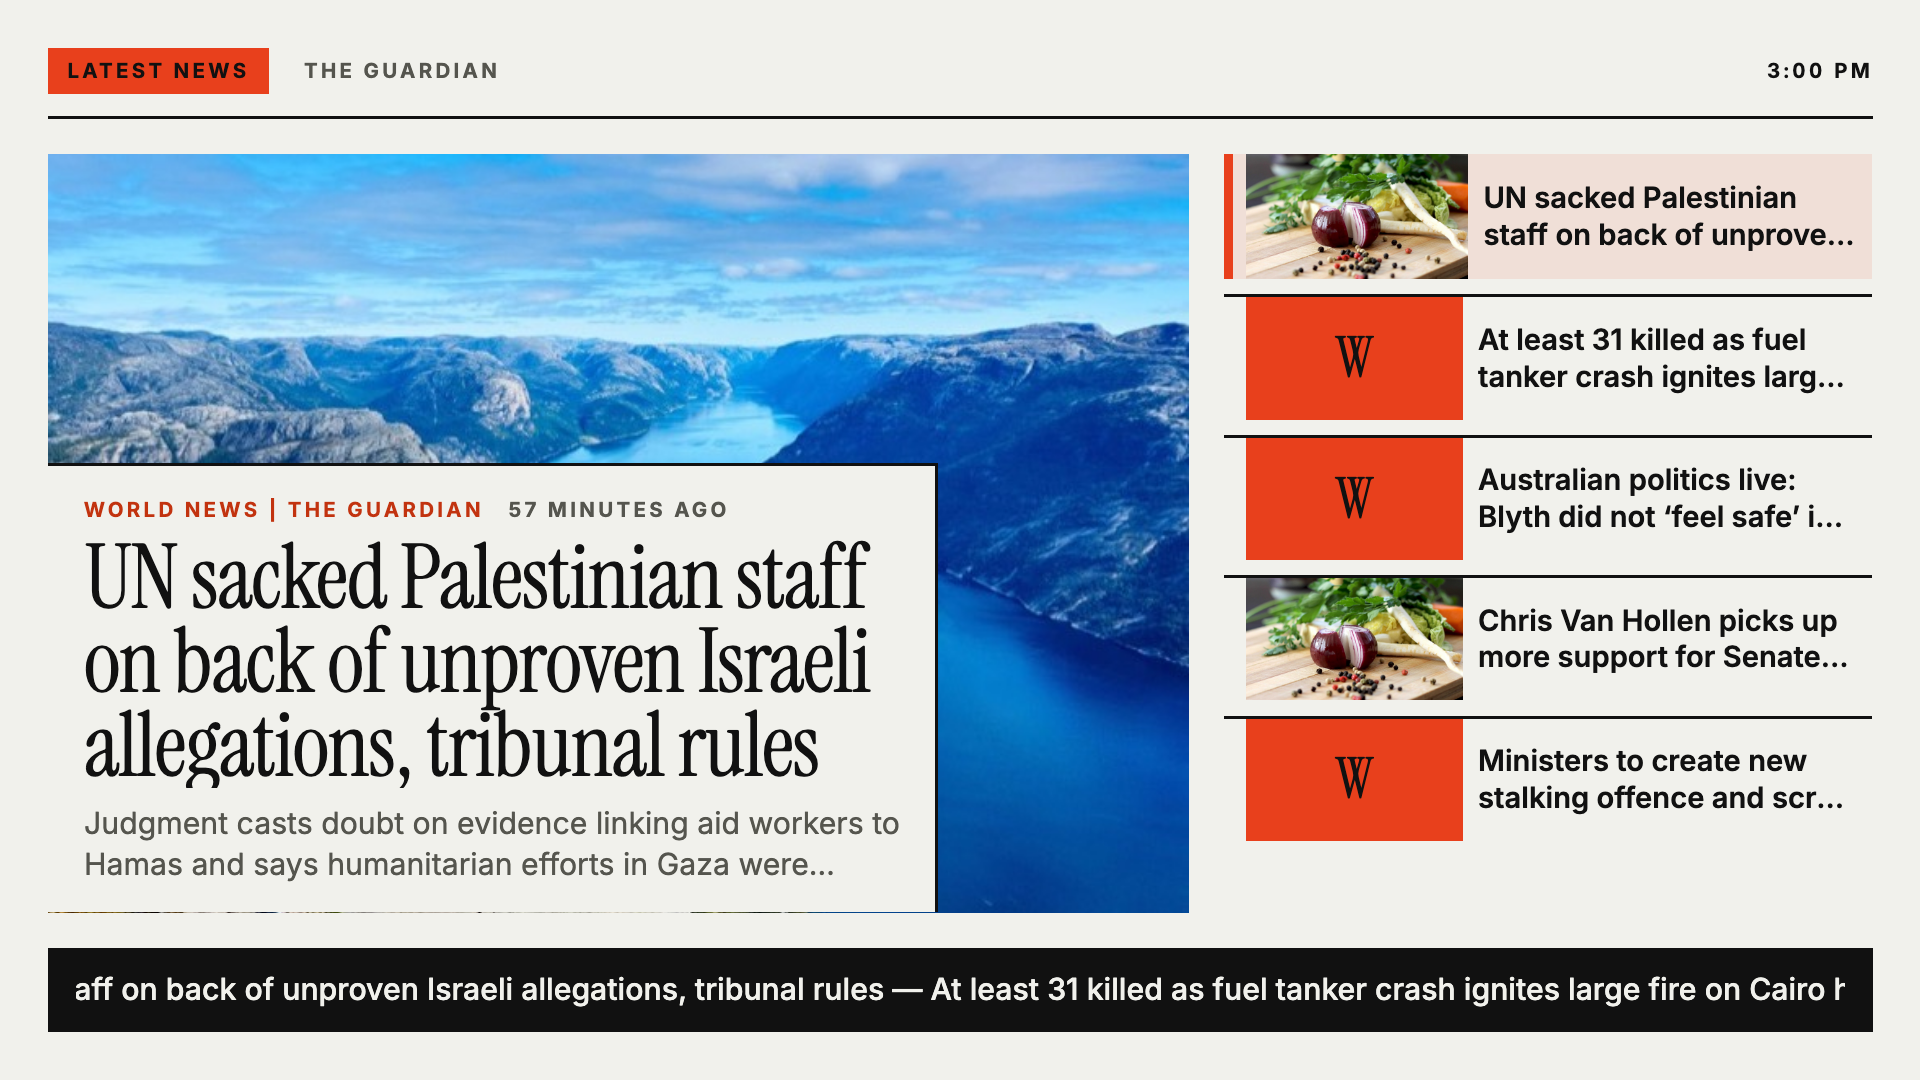 LATEST NEWS
THE GUARDIAN
3:00 PM
WORLD NEWS | THE GUARDIAN 57 MINUTES AGO
UN sacked Palestinian staff
on back of unproven Israeli
allegations, tribunal rules
Judgment casts doubt on evidence linking aid workers to
Hamas and says humanitarian efforts in Gaza were...
UN sacked Palestinian
staff on back of unprove...
W
At least 31 killed as fuel
tanker crash ignites larg...
W
Australian politics live:
Blyth did not ‘feel safe’ i...
Chris Van Hollen picks up
more support for Senate...
W
Ministers to create new
stalking offence and scr...
aff on back of unproven Israeli allegations, tribunal rules — At least 31 killed as fuel tanker crash ignites large fire on Cairo